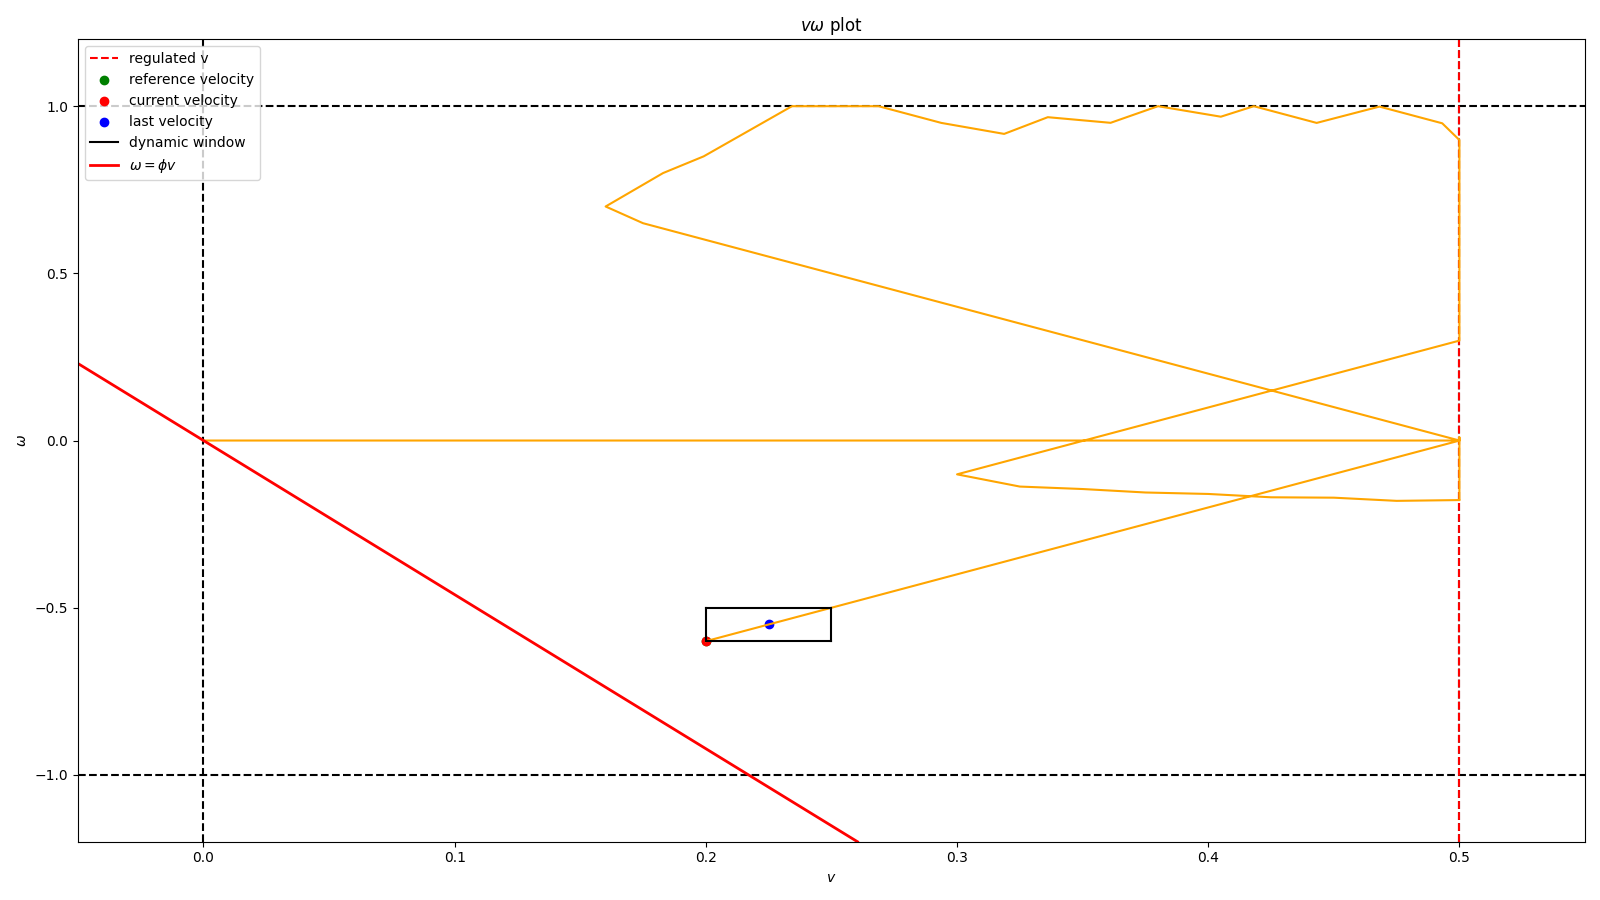 vω plot
regulated v
reference velocity
current velocity
last velocity
dynamic window
ω = ϕv
1.0
0.5
0.0
−0.5
−1.0
ω
0.0 0.1 0.2 0.3 0.4 0.5
v